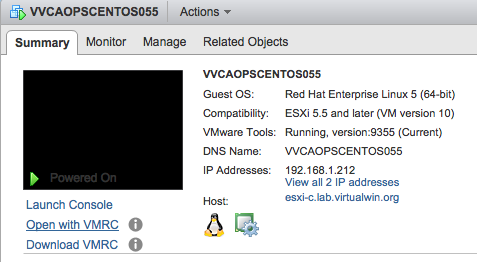 VVCAOPSCENTOS055 Actions
Summary Monitor Manage Related Objects
VVCAOPSCENTOS055
Guest OS: Red Hat Enterprise Linux 5 (64-bit)
Compatibility: ESXi 5.5 and later (VM version 10)
VMware Tools: Running, version:9355 (Current)
DNS Name: VVCAOPSCENTOS055
IP Addresses: 192.168.1.212
View all 2 IP addresses
Host: esxi-c.lab.virtualwin.org
Powered On
Launch Console
Open with VMRC
Download VMRC